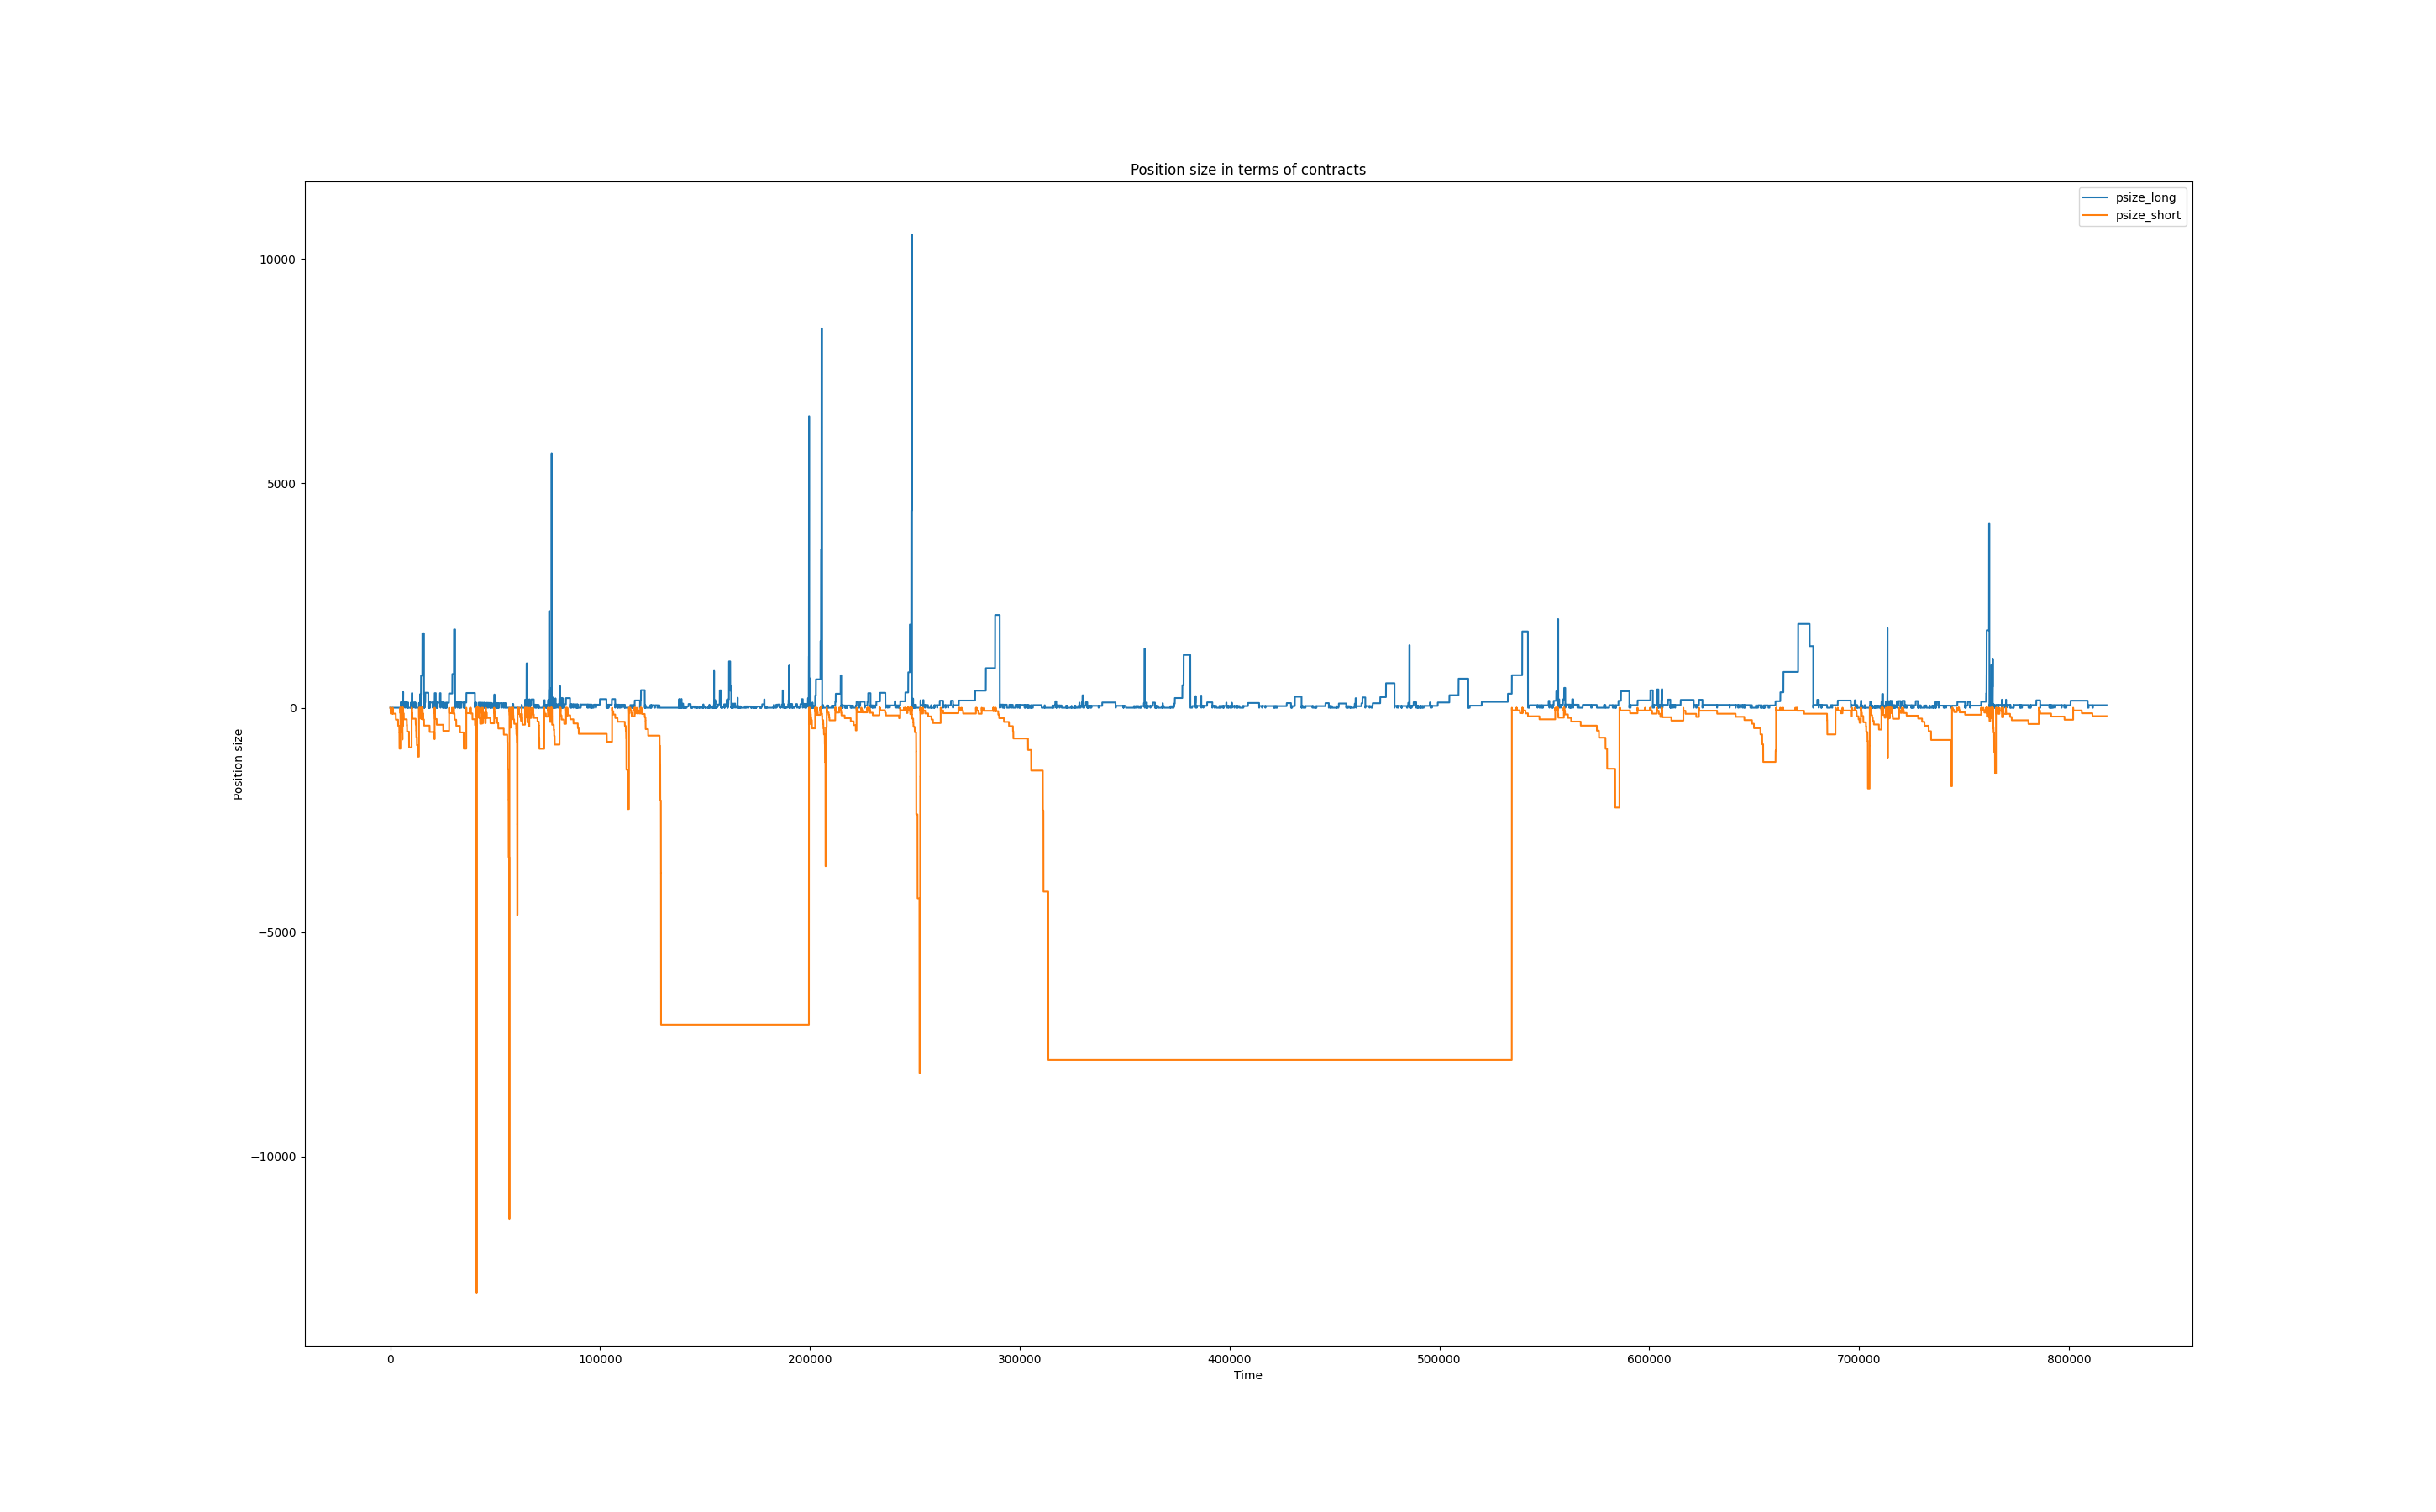 Position size in terms of contracts
psize_long
psize_short
10000
5000
0
−5000
−10000
Position size
0 100000 200000 300000 400000 500000 600000 700000 800000
Time